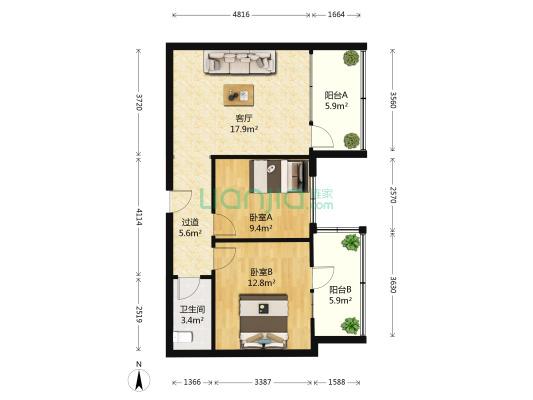 4816
1664
3720
4114
2519
3560
2570
3630
客厅
17.9m²
阳台A
5.9m²
Lianjia.com
链家
卧室A
9.4m²
过道
5.6m²
卧室B
12.8m²
阳台B
5.9m²
卫生间
3.4m²
N
1366
3387
1588